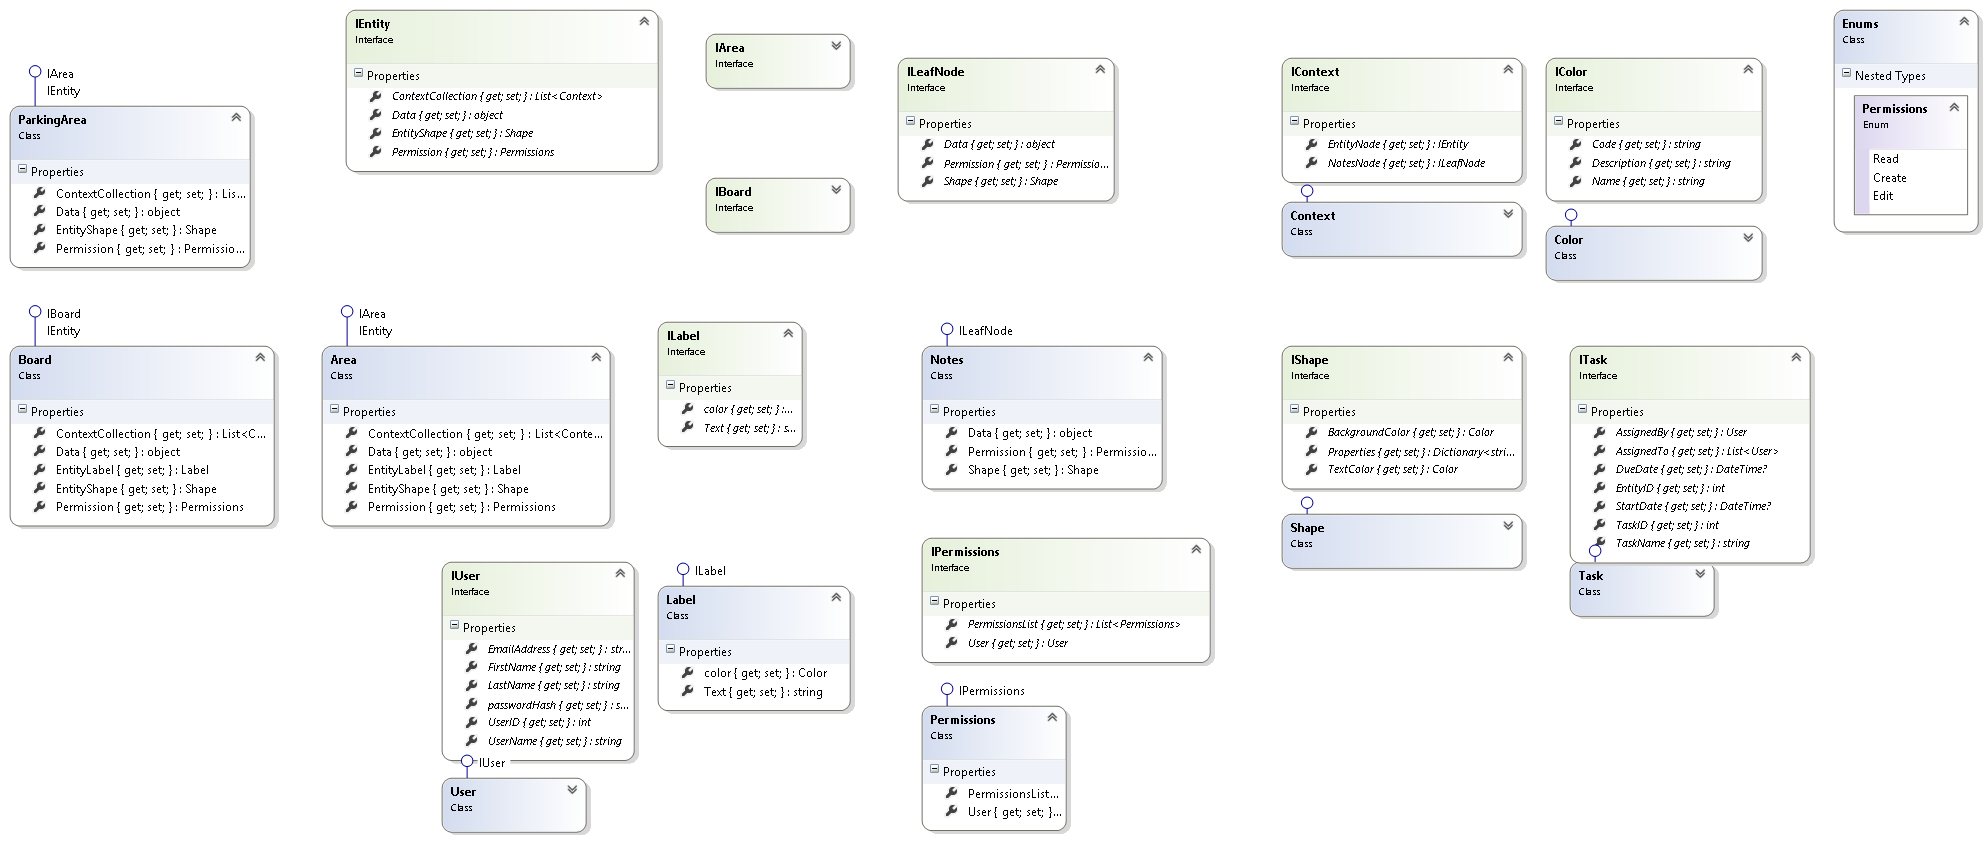 IEntity
Interface
Properties
ContextCollection { get; set; } : List<Context>
Data { get; set; } : object
EntityShape { get; set; } : Shape
Permission { get; set; } : Permissions
IArea
Interface
IBoard
Interface
ILeafNode
Interface
Properties
Data { get; set; } : object
Permission { get; set; } : Permissio...
Shape { get; set; } : Shape
IContext
Interface
Properties
EntityNode { get; set; } : IEntity
NotesNode { get; set; } : ILeafNode
Context
Class
IColor
Interface
Properties
Code { get; set; } : string
Description { get; set; } : string
Name { get; set; } : string
Color
Class
Enums
Class
Nested Types
Permissions
Enum
Read
Create
Edit
IArea
IEntity
ParkingArea
Class
Properties
ContextCollection { get; set; } : Lis...
Data { get; set; } : object
EntityShape { get; set; } : Shape
Permission { get; set; } : Permissio...
IBoard
IEntity
Board
Class
Properties
ContextCollection { get; set; } : List<C...
Data { get; set; } : object
EntityLabel { get; set; } : Label
EntityShape { get; set; } : Shape
Permission { get; set; } : Permissions
IArea
IEntity
Area
Class
Properties
ContextCollection { get; set; } : List<Conte...
Data { get; set; } : object
EntityLabel { get; set; } : Label
EntityShape { get; set; } : Shape
Permission { get; set; } : Permissions
ILabel
Interface
Properties
color { get; set; } :...
Text { get; set; } : s...
ILeafNode
Notes
Class
Properties
Data { get; set; } : object
Permission { get; set; } : Permissio...
Shape { get; set; } : Shape
IShape
Interface
Properties
BackgroundColor { get; set; } : Color
Properties { get; set; } : Dictionary<stri...
TextColor { get; set; } : Color
Shape
Class
ITask
Interface
Properties
AssignedBy { get; set; } : User
AssignedTo { get; set; } : List<User>
DueDate { get; set; } : DateTime?
EntityID { get; set; } : int
StartDate { get; set; } : DateTime?
TaskID { get; set; } : int
TaskName { get; set; } : string
Task
Class
IUser
Interface
Properties
EmailAddress { get; set; } : str...
FirstName { get; set; } : string
LastName { get; set; } : string
passwordHash { get; set; } : s...
UserID { get; set; } : int
UserName { get; set; } : string
IUser
User
Class
ILabel
Label
Class
Properties
color { get; set; } : Color
Text { get; set; } : string
IPermissions
Interface
Properties
PermissionsList { get; set; } : List<Permissions>
User { get; set; } : User
IPermissions
Permissions
Class
Properties
PermissionsList...
User { get; set; }...